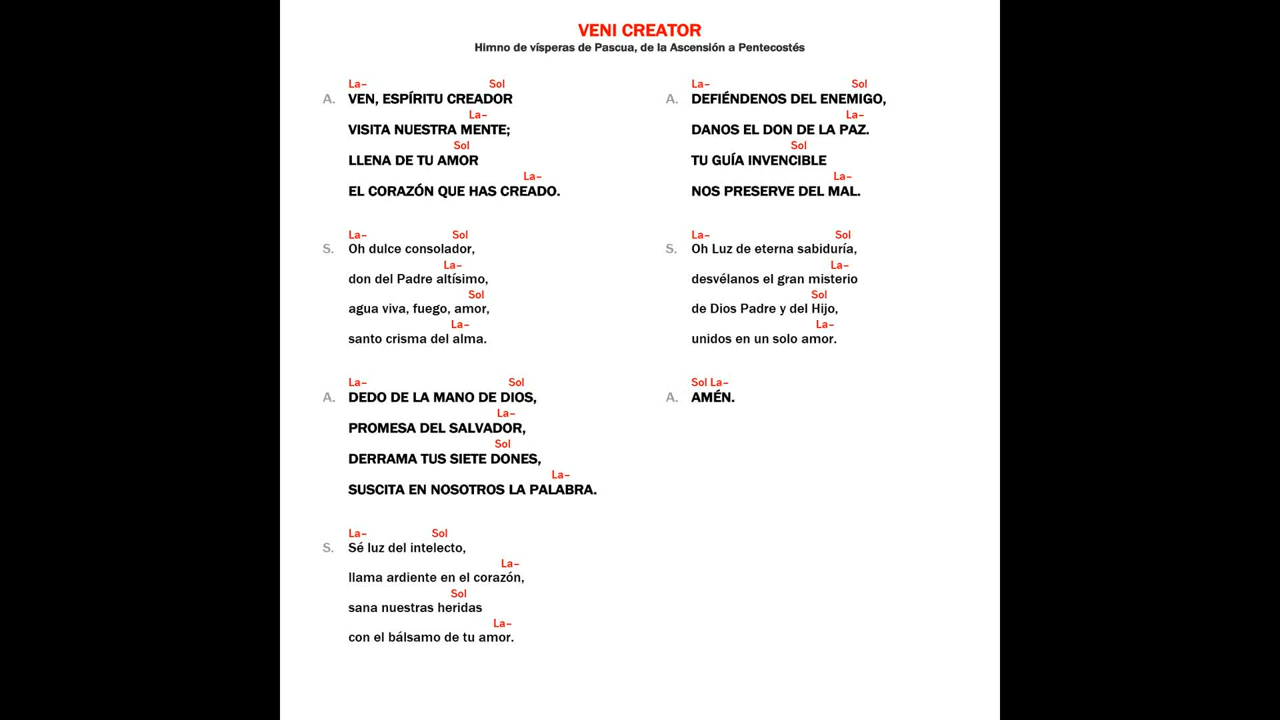 VENI CREATOR
Himno de vísperas de Pascua, de la Ascensión a Pentecostés
La– Sol
A. VEN, ESPÍRITU CREADOR
La–
VISITA NUESTRA MENTE;
Sol
LLENA DE TU AMOR
La–
EL CORAZÓN QUE HAS CREADO.
La– Sol
S. Oh dulce consolador,
La–
don del Padre altísimo,
Sol
agua viva, fuego, amor,
La–
santo crisma del alma.
La– Sol
A. DEDO DE LA MANO DE DIOS,
La–
PROMESA DEL SALVADOR,
Sol
DERRAMA TUS SIETE DONES,
La–
SUSCITA EN NOSOTROS LA PALABRA.
La– Sol
S. Sé luz del intelecto,
La–
llama ardiente en el corazón,
Sol
sana nuestras heridas
La–
con el bálsamo de tu amor.
La– Sol
A. DEFIÉNDENOS DEL ENEMIGO,
La–
DANOS EL DON DE LA PAZ.
Sol
TU GUÍA INVENCIBLE
La–
NOS PRESERVE DEL MAL.
La– Sol
S. Oh Luz de eterna sabiduría,
La–
desvélanos el gran misterio
Sol
de Dios Padre y del Hijo,
La–
unidos en un solo amor.
Sol La–
A. AMÉN.